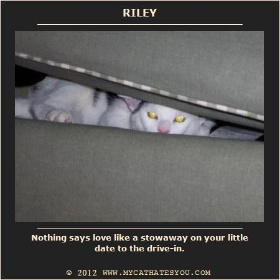 RILEY
Nothing says love like a stowaway on your little
date to the drive-in.
© 2012 WWW.MYCATHATESYOU.COM